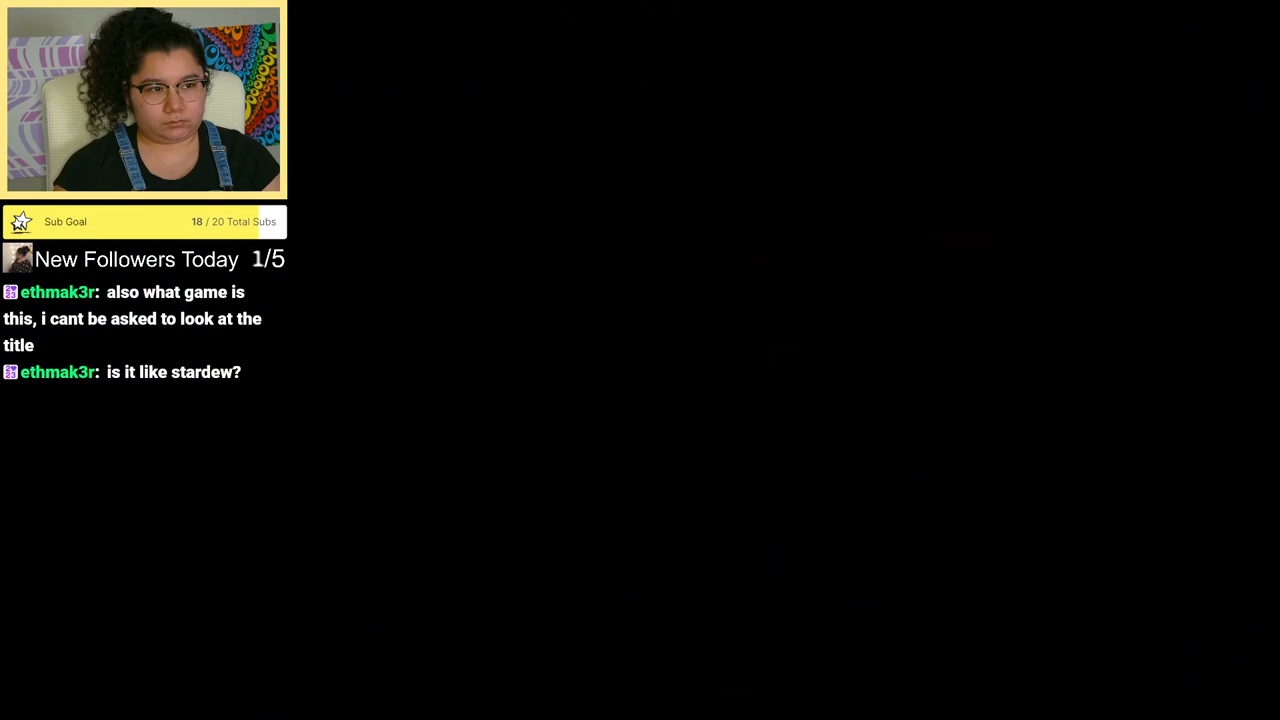 Sub Goal 18 / 20 Total Subs
New Followers Today 1/5
ethmak3r: also what game is
this, i cant be asked to look at the
title
ethmak3r: is it like stardew?